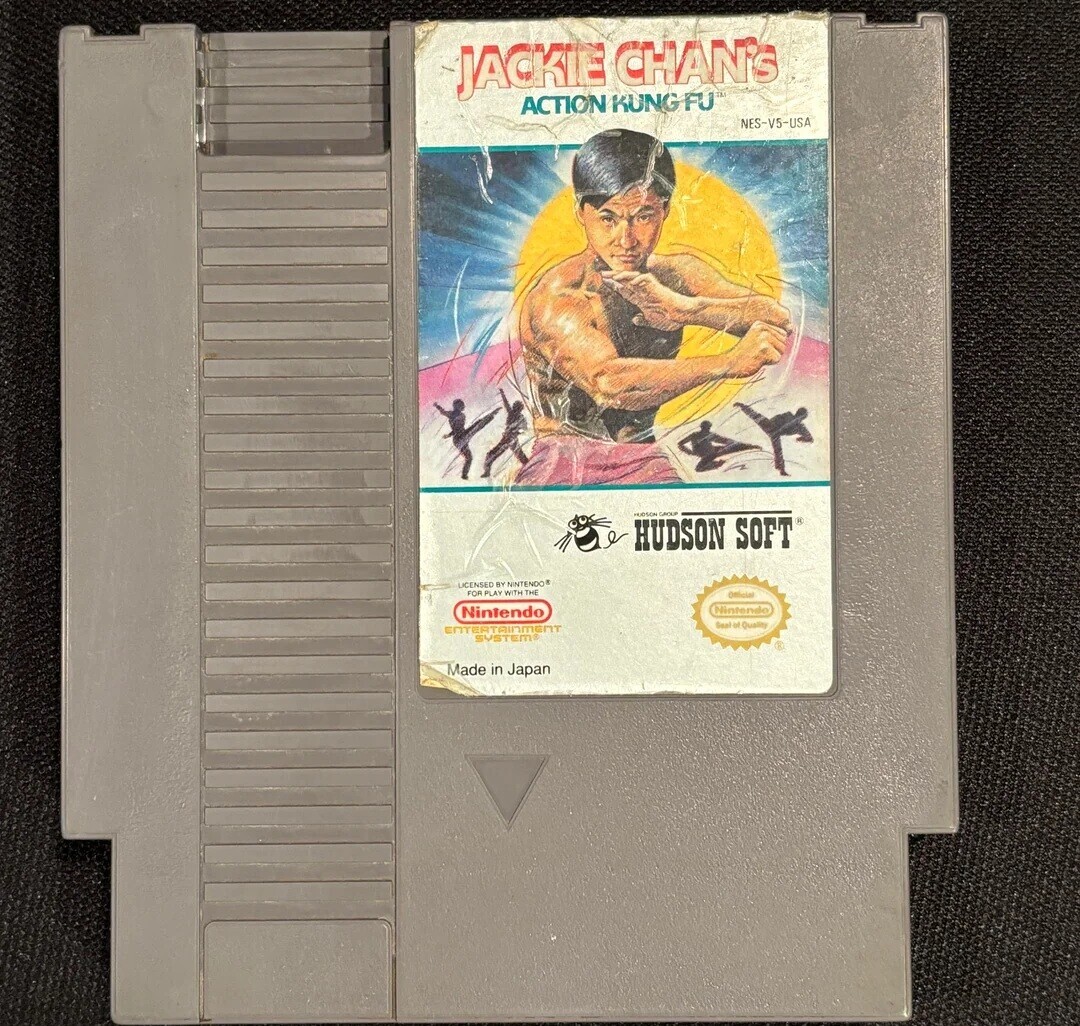 JACKIE CHAN's
ACTION KUNG FU™
NES-V5-USA
HUDSON GROUP
HUDSON SOFT®
LICENSED BY NINTENDO®
FOR PLAY WITH THE
Nintendo
ENTERTAINMENT
SYSTEM®
Official
Nintendo
Seal of Quality
®
Made in Japan